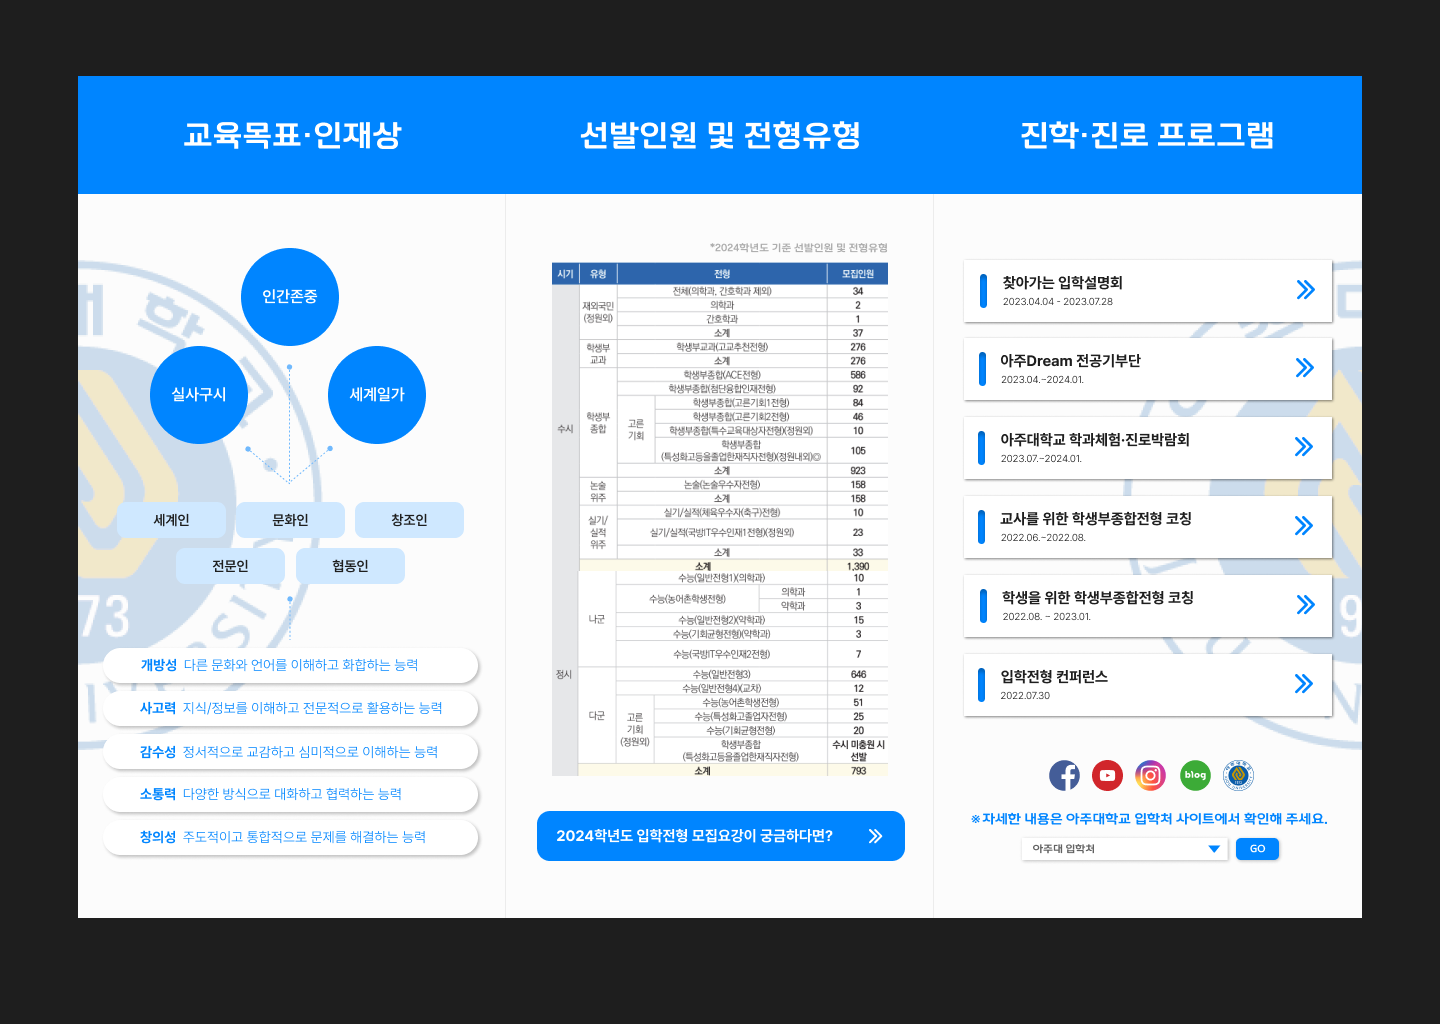 교육목표·인재상
선발인원 및 전형유형
진학·진로 프로그램
인간존중
실사구시
세계일가
세계인
문화인
창조인
전문인
협동인
개방성 다른 문화와 언어를 이해하고 화합하는 능력
사고력 지식/정보를 이해하고 전문적으로 활용하는 능력
감수성 정서적으로 교감하고 심미적으로 이해하는 능력
소통력 다양한 방식으로 대화하고 협력하는 능력
창의성 주도적이고 통합적으로 문제를 해결하는 능력
*2024학년도 기준 선발인원 및 전형유형
시기 유형 전형 모집인원
수시
재외국민
(정원외)
전체(의학과, 간호학과 제외) 34
의학과 2
간호학과 1
소계 37
학생부
교과
학생부교과(고교추천전형) 276
소계 276
학생부
종합
학생부종합(ACE전형) 586
학생부종합(첨단융합인재전형) 92
고른
기회
학생부종합(고른기회1전형) 84
학생부종합(고른기회2전형) 46
학생부종합(특수교육대상자전형)(정원외) 10
학생부종합
(특성화고등을졸업한재직자전형)(정원내외)◎ 105
소계 923
논술
위주
논술(논술우수자전형) 158
소계 158
실기/
실적
위주
실기/실적(체육우수자(축구)전형) 10
실기/실적(국방IT우수인재1전형)(정원외) 23
소계 33
소계 1,390
정시
나군
수능(일반전형1)(의학과) 10
수능(농어촌학생전형)
의학과 1
약학과 3
수능(일반전형2)(약학과) 15
수능(기회균형전형)(약학과) 3
수능(국방IT우수인재2전형) 7
다군
수능(일반전형3) 646
수능(일반전형4)(교차) 12
고른
기회
(정원외)
수능(농어촌학생전형) 51
수능(특성화고졸업자전형) 25
수능(기회균형전형) 20
학생부종합
(특성화고등을졸업한재직자전형)
수시 미충원 시
선발
소계 793
2024학년도 입학전형 모집요강이 궁금하다면?
찾아가는 입학설명회
2023.04.04 - 2023.07.28
아주Dream 전공기부단
2023.04.~2024.01.
아주대학교 학과체험·진로박람회
2023.07.~2024.01.
교사를 위한 학생부종합전형 코칭
2022.06.~2022.08.
학생을 위한 학생부종합전형 코칭
2022.08. ~ 2023.01.
입학전형 컨퍼런스
2022.07.30
blog
※자세한 내용은 아주대학교 입학처 사이트에서 확인해 주세요.
아주대 입학처
GO